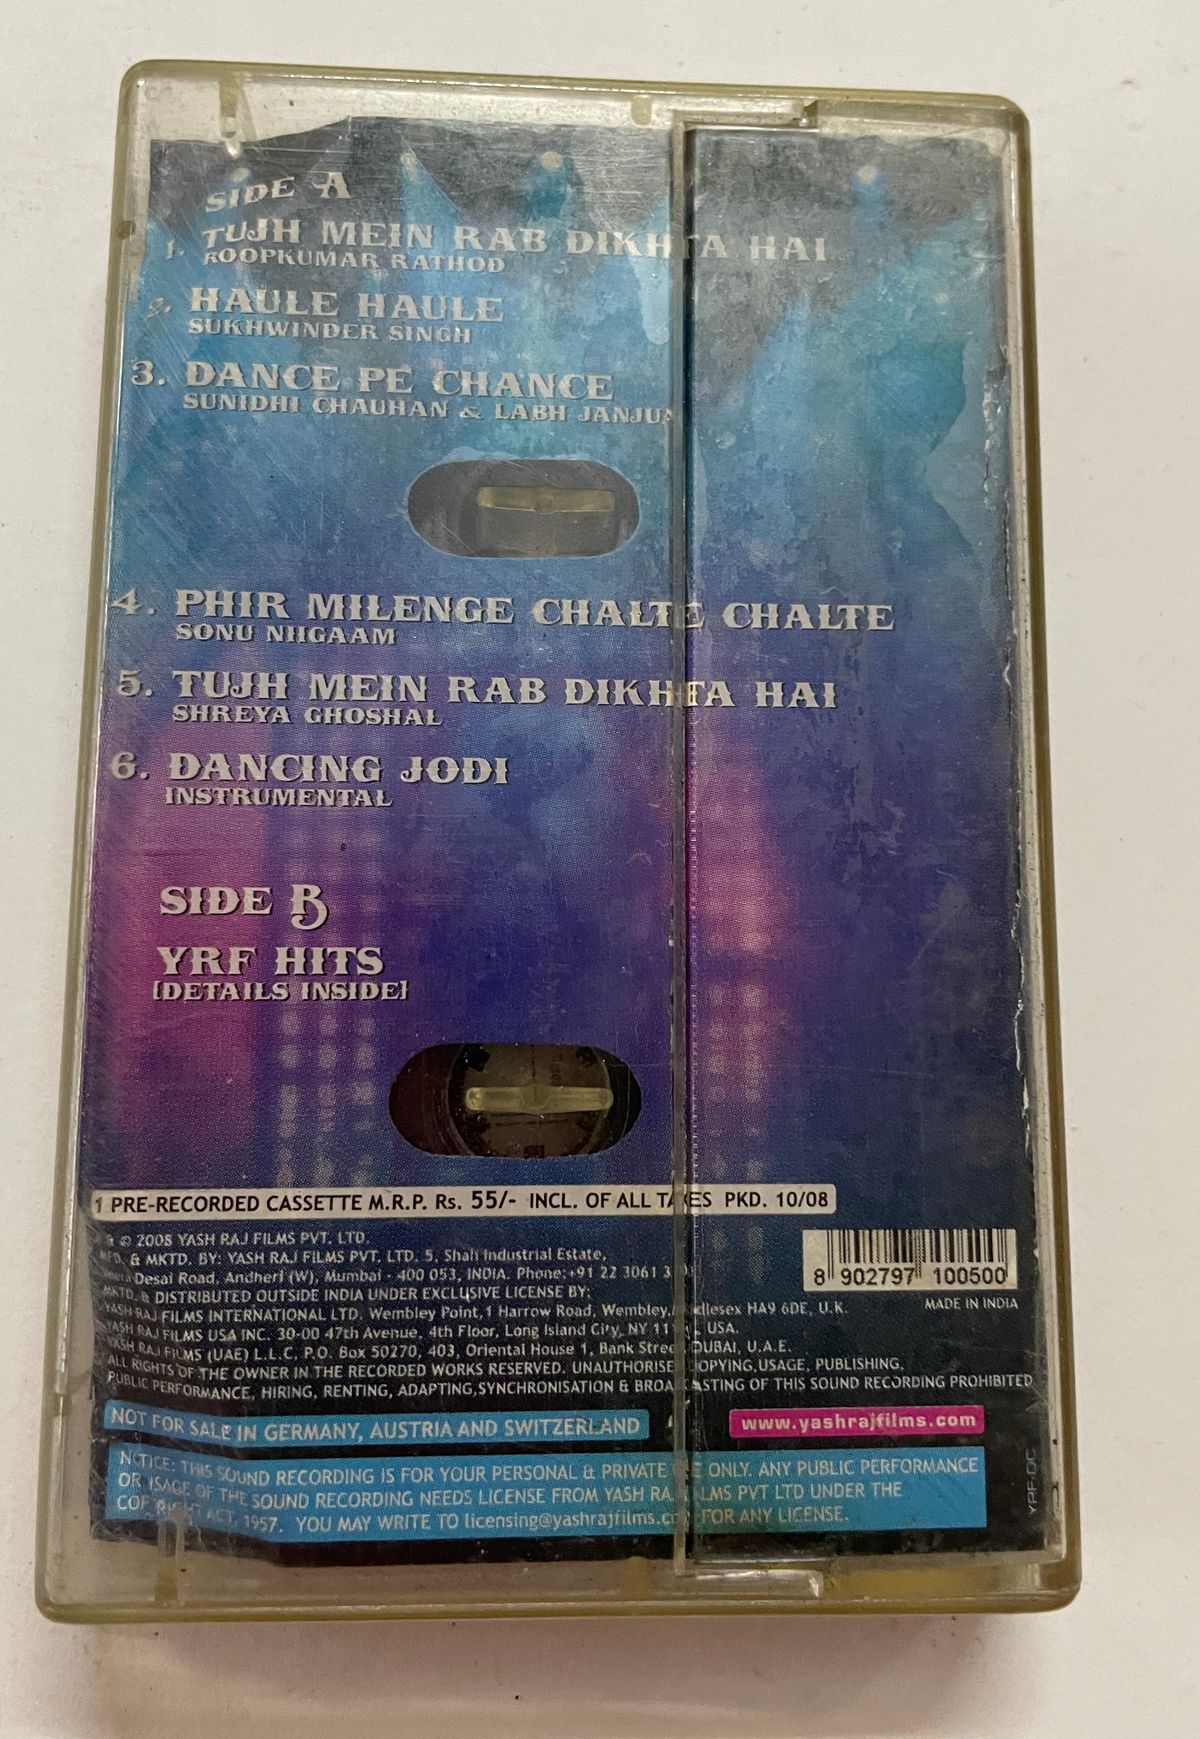 SIDE A
1. TUJH MEIN RAB DIKHTA HAI
ROOPKUMAR RATHOD
2. HAULE HAULE
SUKHWINDER SINGH
3. DANCE PE CHANCE
SUNIDHI CHAUHAN & LABH JANJUA
4. PHIR MILENGE CHALTE CHALTE
SONU NIIGAAM
5. TUJH MEIN RAB DIKHTA HAI
SHREYA GHOSHAL
6. DANCING JODI
INSTRUMENTAL
SIDE B
YRF HITS
[DETAILS INSIDE]
1 PRE-RECORDED CASSETTE M.R.P. Rs. 55/- INCL. OF ALL TAXES PKD. 10/08
© 2008 YASH RAJ FILMS PVT. LTD.
MFD. & MKTD. BY: YASH RAJ FILMS PVT. LTD. 5, Shah Industrial Estate,
Desai Road, Andheri (W), Mumbai - 400 053, INDIA. Phone:+91 22 3061 3
MKTD. & DISTRIBUTED OUTSIDE INDIA UNDER EXCLUSIVE LICENSE BY:
YASH RAJ FILMS INTERNATIONAL LTD. Wembley Point,1 Harrow Road, Wembley, Middlesex HA9 6DE, U.K.
YASH RAJ FILMS USA INC. 30-00 47th Avenue, 4th Floor, Long Island City, NY USA.
YASH RAJ FILMS (UAE) L.L.C. P.O. Box 50270, 403, Oriental House 1, Bank Street DUBAI, U.A.E.
ALL RIGHTS OF THE OWNER IN THE RECORDED WORKS RESERVED. UNAUTHORISED COPYING,USAGE, PUBLISHING,
PUBLIC PERFORMANCE, HIRING, RENTING, ADAPTING,SYNCHRONISATION & BROADCASTING OF THIS SOUND RECORDING PROHIBITED
8 902797 100500
MADE IN INDIA
NOT FOR SALE IN GERMANY, AUSTRIA AND SWITZERLAND
www.yashrajfilms.com
NOTICE: THIS SOUND RECORDING IS FOR YOUR PERSONAL & PRIVATE USE ONLY. ANY PUBLIC PERFORMANCE
OR USAGE OF THE SOUND RECORDING NEEDS LICENSE FROM YASH RAJ FILMS PVT LTD UNDER THE
COPYRIGHT ACT, 1957. YOU MAY WRITE TO licensing@yashrajfilms.com FOR ANY LICENSE.